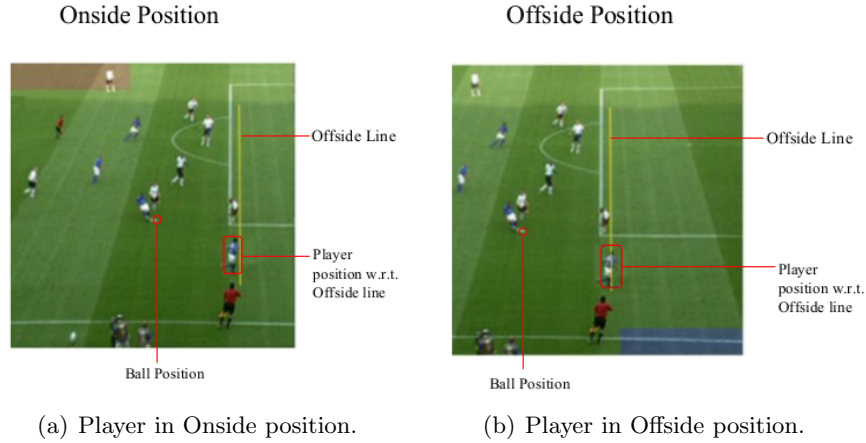 Onside Position
Offside Position
Offside Line
Player
position w.r.t.
Offside line
Ball Position
Offside Line
Player
position w.r.t.
Offside line
Ball Position
(a) Player in Onside position.
(b) Player in Offside position.